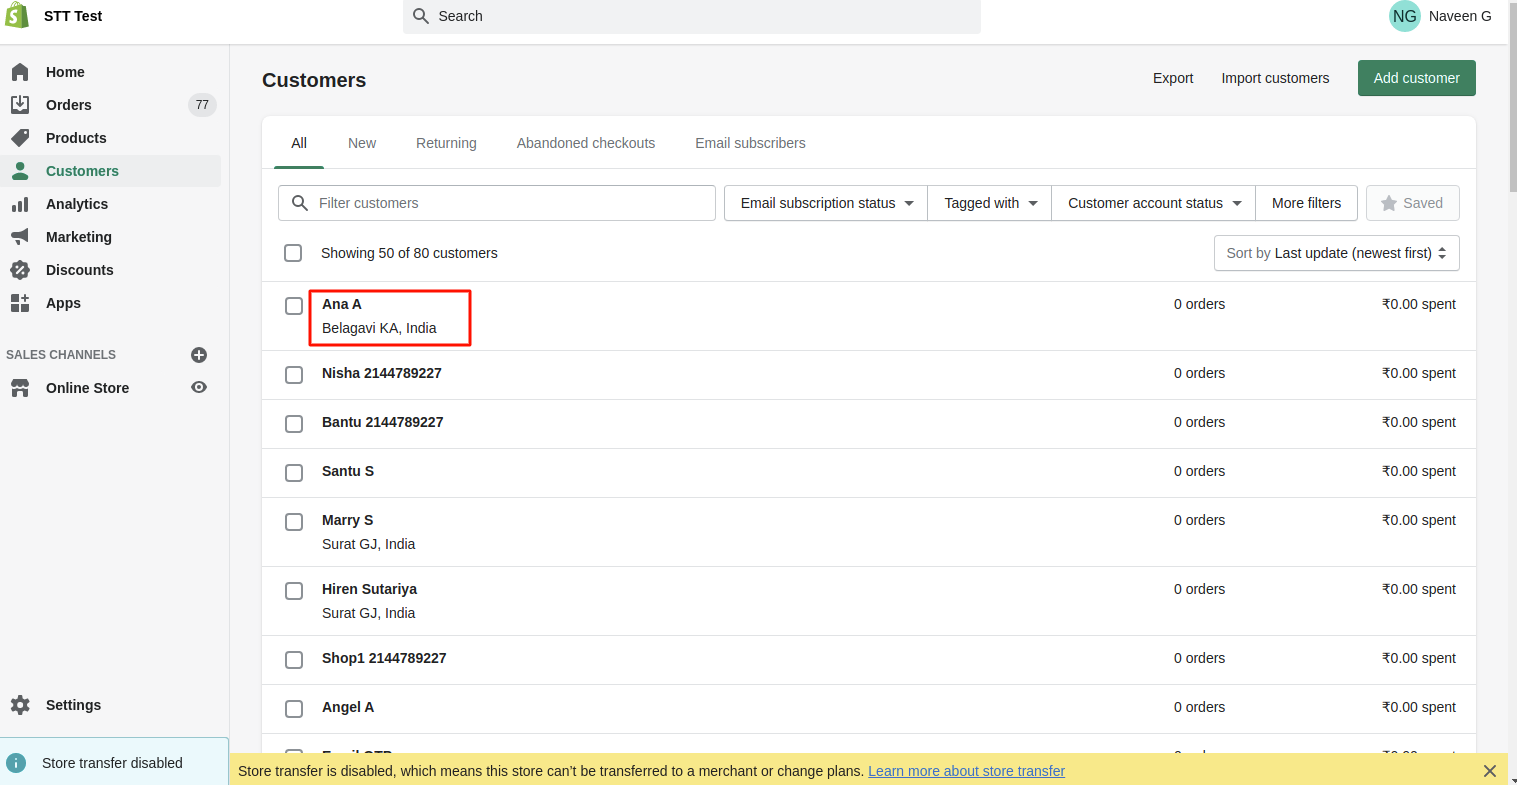 STT Test
Search
NG Naveen G
Home
Orders 77
Products
Customers
Analytics
Marketing
Discounts
Apps
SALES CHANNELS
Online Store
Settings
Store transfer disabled
Customers
Export Import customers Add customer
All New Returning Abandoned checkouts Email subscribers
Filter customers Email subscription status Tagged with Customer account status More filters Saved
Showing 50 of 80 customers Sort by Last update (newest first)
Ana A 0 orders ₹0.00 spent
Belagavi KA, India
Nisha 2144789227 0 orders ₹0.00 spent
Bantu 2144789227 0 orders ₹0.00 spent
Santu S 0 orders ₹0.00 spent
Marry S 0 orders ₹0.00 spent
Surat GJ, India
Hiren Sutariya 0 orders ₹0.00 spent
Surat GJ, India
Shop1 2144789227 0 orders ₹0.00 spent
Angel A 0 orders ₹0.00 spent
Store transfer is disabled, which means this store can’t be transferred to a merchant or change plans. Learn more about store transfer